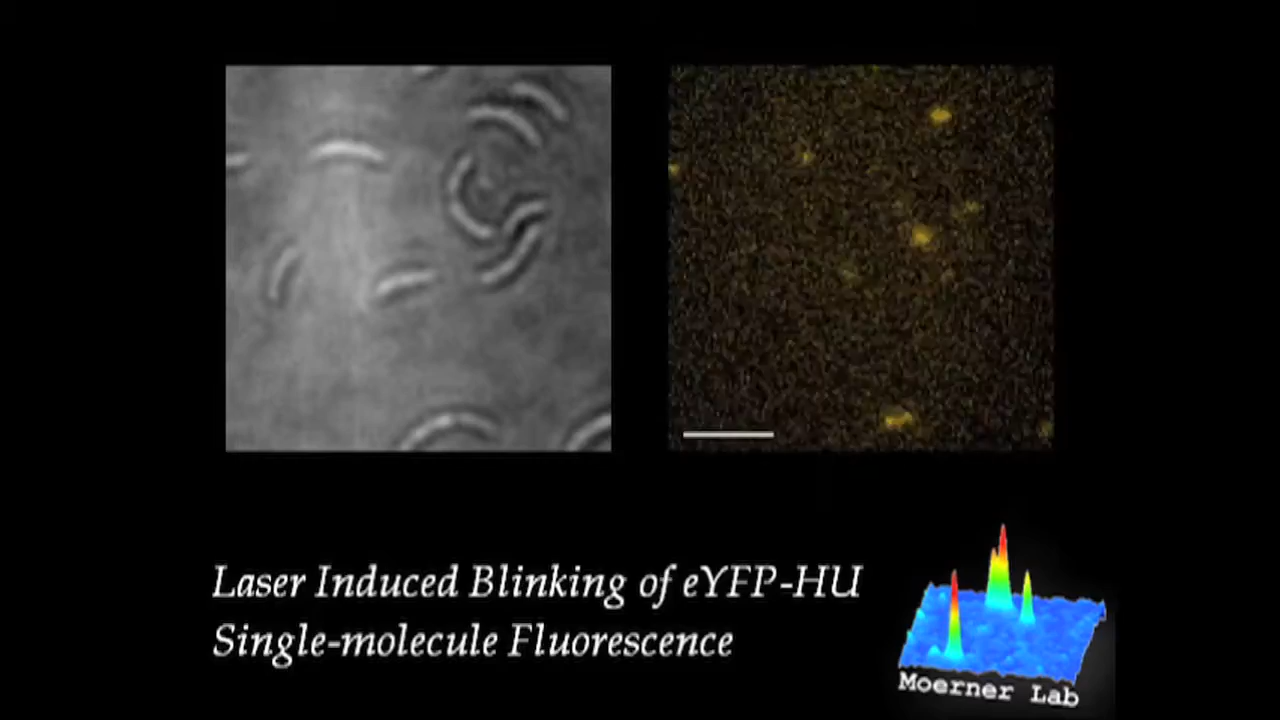 Laser Induced Blinking of eYFP-HU
Single-molecule Fluorescence
Moerner Lab